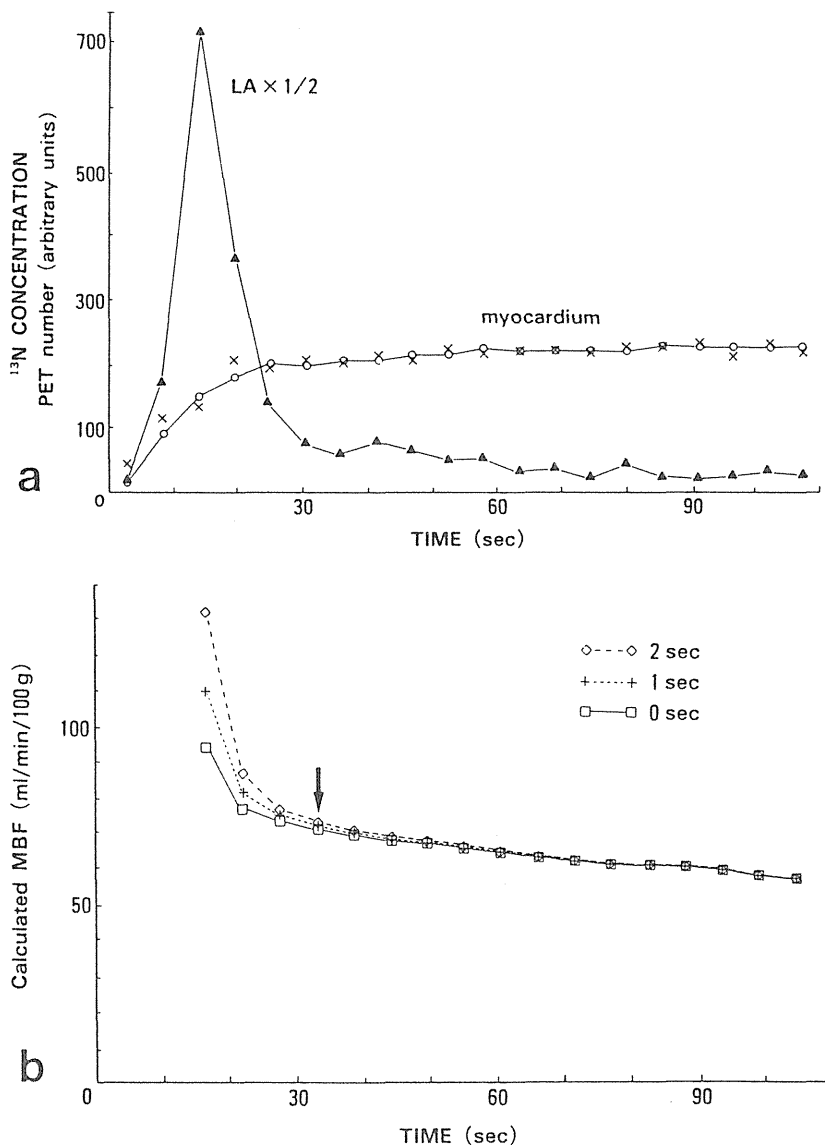 a
¹³N CONCENTRATION
PET number (arbitrary units)
700
500
300
100
0
LA × 1/2
myocardium
30
60
90
TIME (sec)
b
Calculated MBF (ml/min/100g)
100
50
0
2 sec
1 sec
0 sec
30
60
90
TIME (sec)